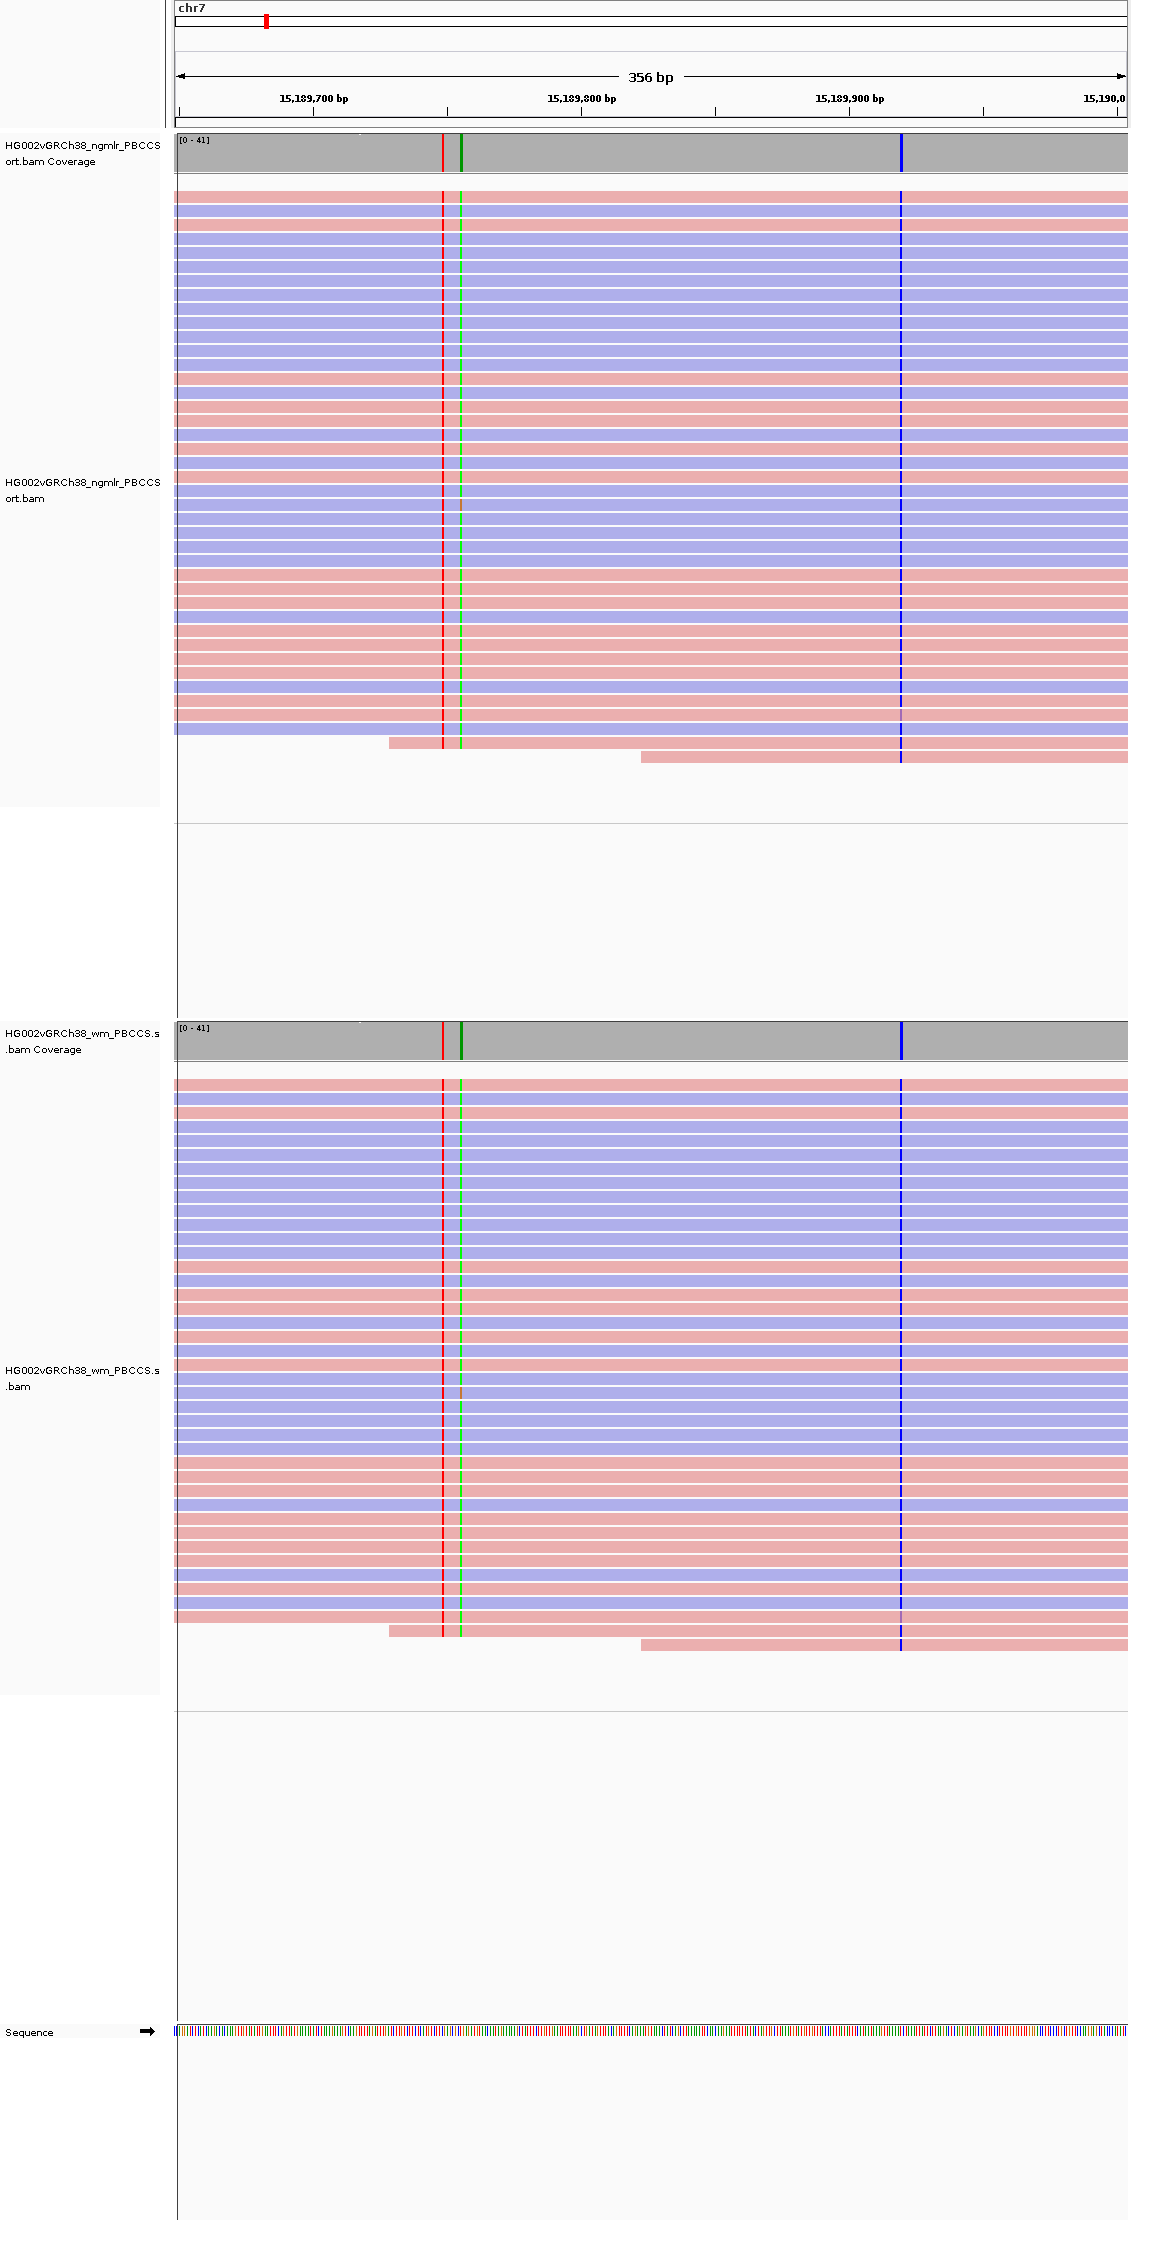 chr7
356 bp
15,189,700 bp 15,189,800 bp 15,189,900 bp 15,190,0
HG002vGRCh38_ngmlr_PBCCS
ort.bam Coverage
[0 - 41]
HG002vGRCh38_ngmlr_PBCCS
ort.bam
HG002vGRCh38_wm_PBCCS.s
.bam Coverage
[0 - 41]
HG002vGRCh38_wm_PBCCS.s
.bam
Sequence